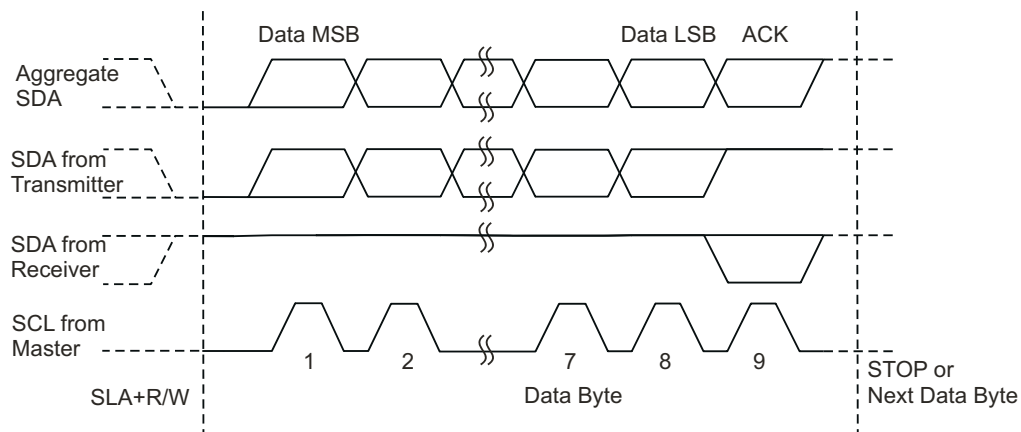 Data MSB
Data LSB
ACK
Aggregate
SDA
SDA from
Transmitter
SDA from
Receiver
SCL from
Master
1
2
7
8
9
SLA+R/W
Data Byte
STOP or
Next Data Byte